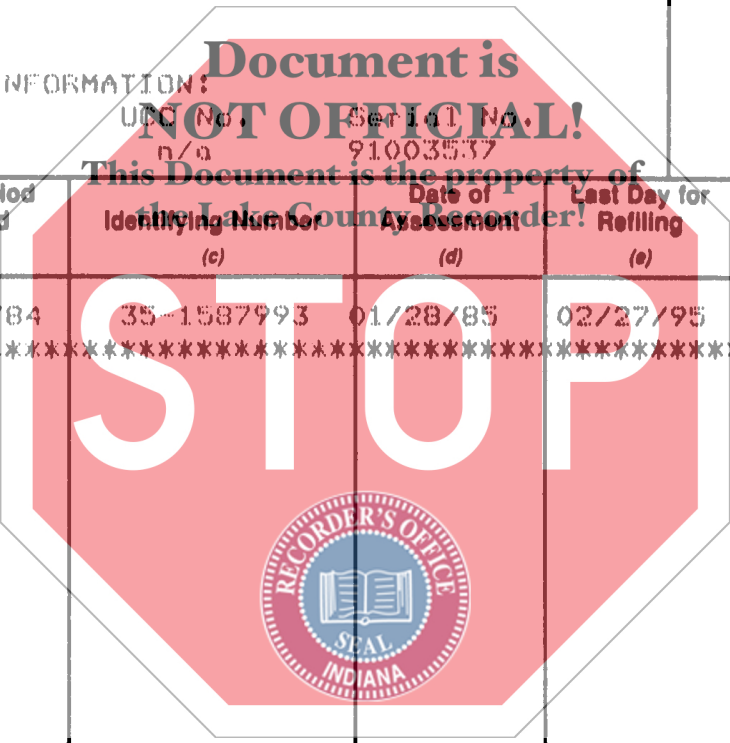 Document is
NFORMATION:
NOT OFFICIAL!
UCC No. Serial No.
n/a 91003537
This Document is the property of
the Lake County Recorder!
Identifying Number Date of Assessment Last Day for Refiling
(c) (d) (e)
/84 35-1587993 01/28/85 02/27/95
STOP
RECORDER'S OFFICE
SEAL
INDIANA